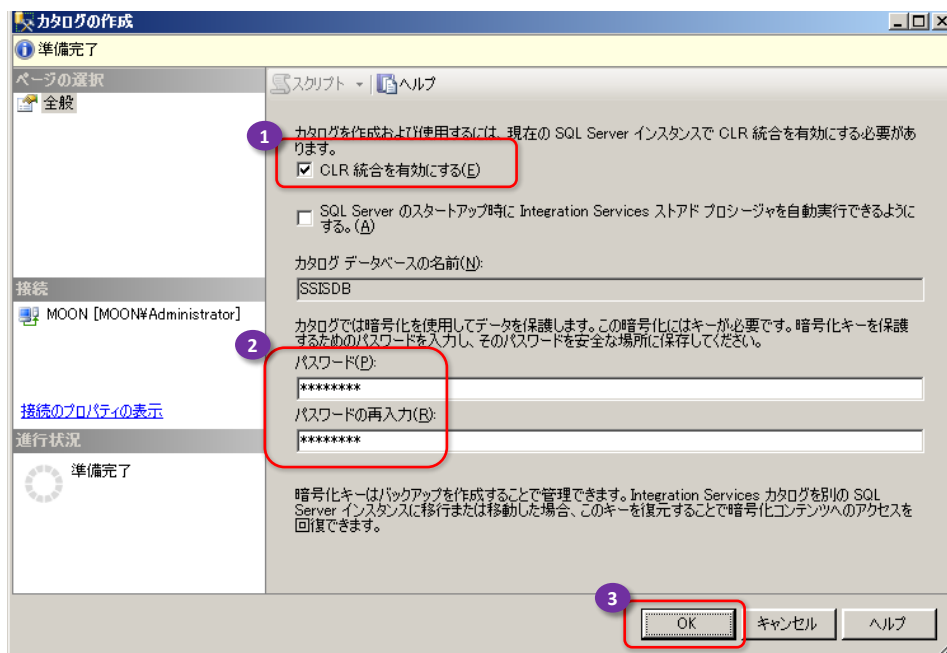 カタログの作成
準備完了
ページの選択
全般
スクリプト
ヘルプ
1
カタログを作成および使用するには、現在の SQL Server インスタンスで CLR 統合を有効にする必要があ
ります。
CLR 統合を有効にする(E)
SQL Server のスタートアップ時に Integration Services ストアド プロシージャを自動実行できるように
する。(A)
カタログ データベースの名前(N):
SSISDB
接続
MOON [MOON¥Administrator]
接続のプロパティの表示
カタログでは暗号化を使用してデータを保護します。この暗号化にはキーが必要です。暗号化キーを保護
するためのパスワードを入力し、そのパスワードを安全な場所に保存してください。
2
パスワード(P):
********
パスワードの再入力(R):
********
進行状況
準備完了
暗号化キーはバックアップを作成することで管理できます。Integration Services カタログを別の SQL
Server インスタンスに移行または移動した場合、このキーを復元することで暗号化コンテンツへのアクセスを
回復できます。
3
OK
キャンセル
ヘルプ